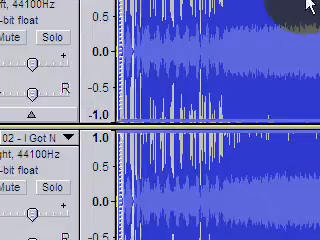 ft, 44100Hz
-bit float
Mute Solo
- +
L R
0.5
0.0
-0.5
-1.0
02 - I Got N
ght, 44100Hz
-bit float
Mute Solo
- +
R
1.0
0.5
0.0
-0.5